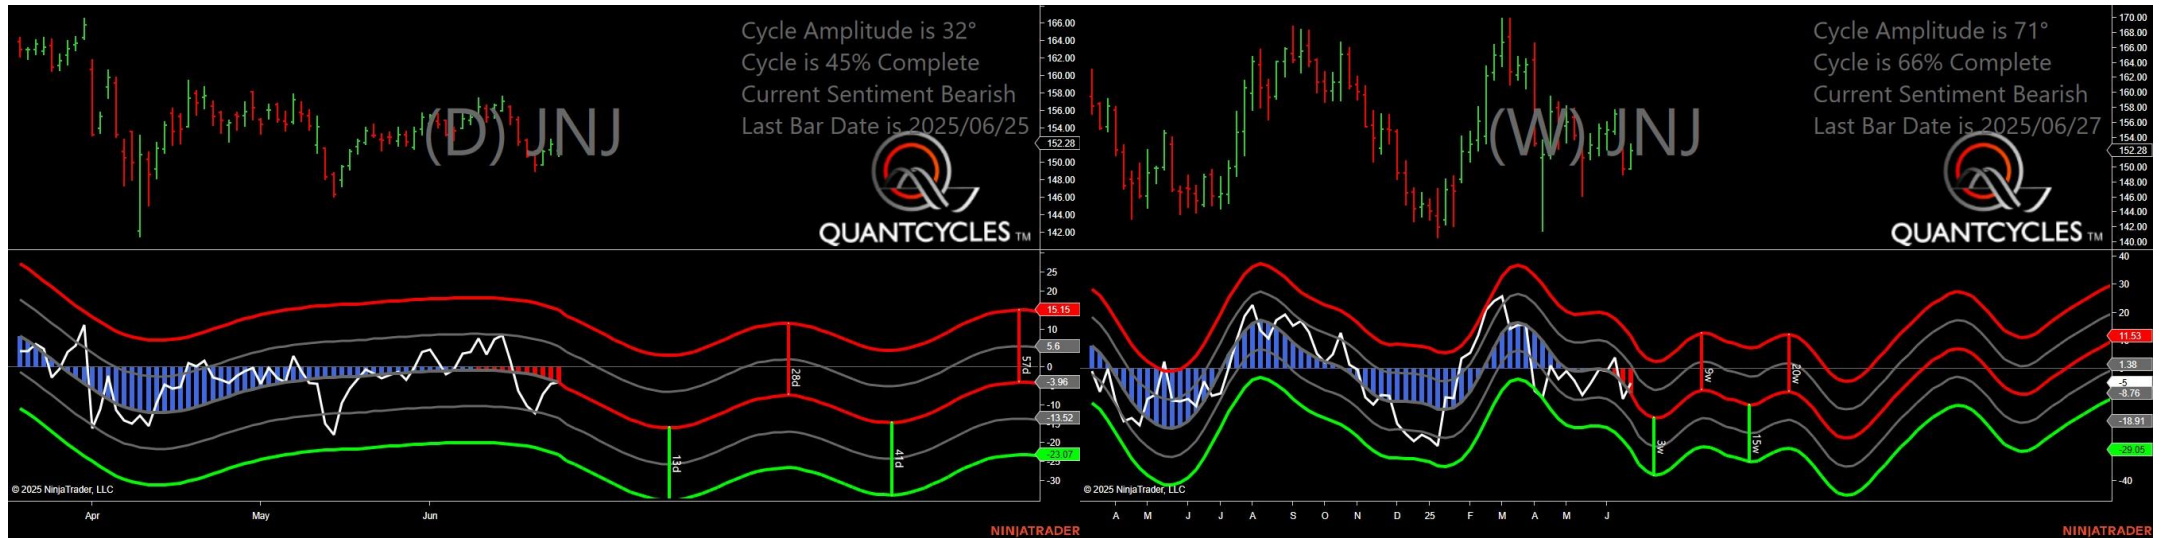 Cycle Amplitude is 32°
Cycle is 45% Complete
Current Sentiment Bearish
Last Bar Date is 2025/06/25
(D) JNJ
QUANTCYCLES TM
166.00
164.00
162.00
160.00
158.00
156.00
154.00
152.28
150.00
148.00
146.00
144.00
142.00
25
20
15.15
10
5.6
0
-3.96
-10
-13.52
-20
-23.07
-25
-30
13d
28d
41d
57d
© 2025 NinjaTrader, LLC
Apr May Jun
NINJATRADER
Cycle Amplitude is 71°
Cycle is 66% Complete
Current Sentiment Bearish
Last Bar Date is 2025/06/27
(W) JNJ
QUANTCYCLES TM
170.00
168.00
166.00
164.00
162.00
160.00
158.00
156.00
154.00
152.28
150.00
148.00
146.00
144.00
142.00
140.00
40
30
20
11.53
1.38
0
-5
-8.76
-18.91
-29.05
-40
3w
9w
15w
20w
© 2025 NinjaTrader, LLC
A M J J A S O N D 25 F M A M J
NINJATRADER